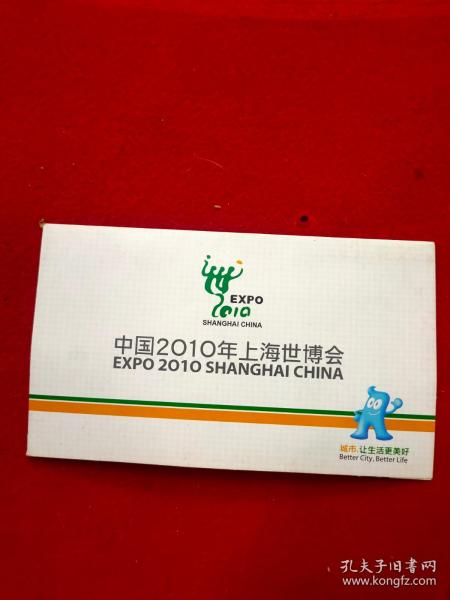 EXPO
2010
SHANGHAI CHINA
中国2010年上海世博会
EXPO 2010 SHANGHAI CHINA
城市,让生活更美好
Better City, Better Life
孔夫子旧书网
www.kongfz.com